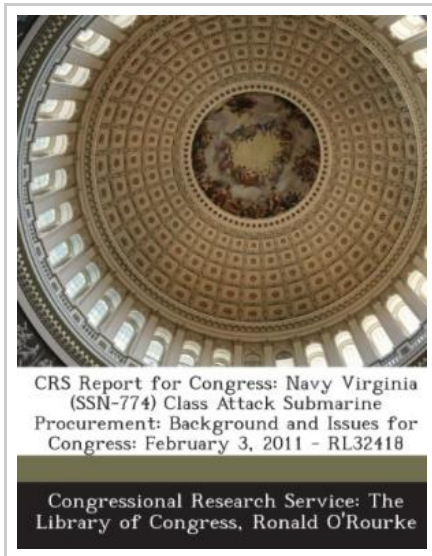 CRS Report for Congress: Navy Virginia
(SSN-774) Class Attack Submarine
Procurement: Background and Issues for
Congress: February 3, 2011 - RL32418
Congressional Research Service: The
Library of Congress, Ronald O'Rourke